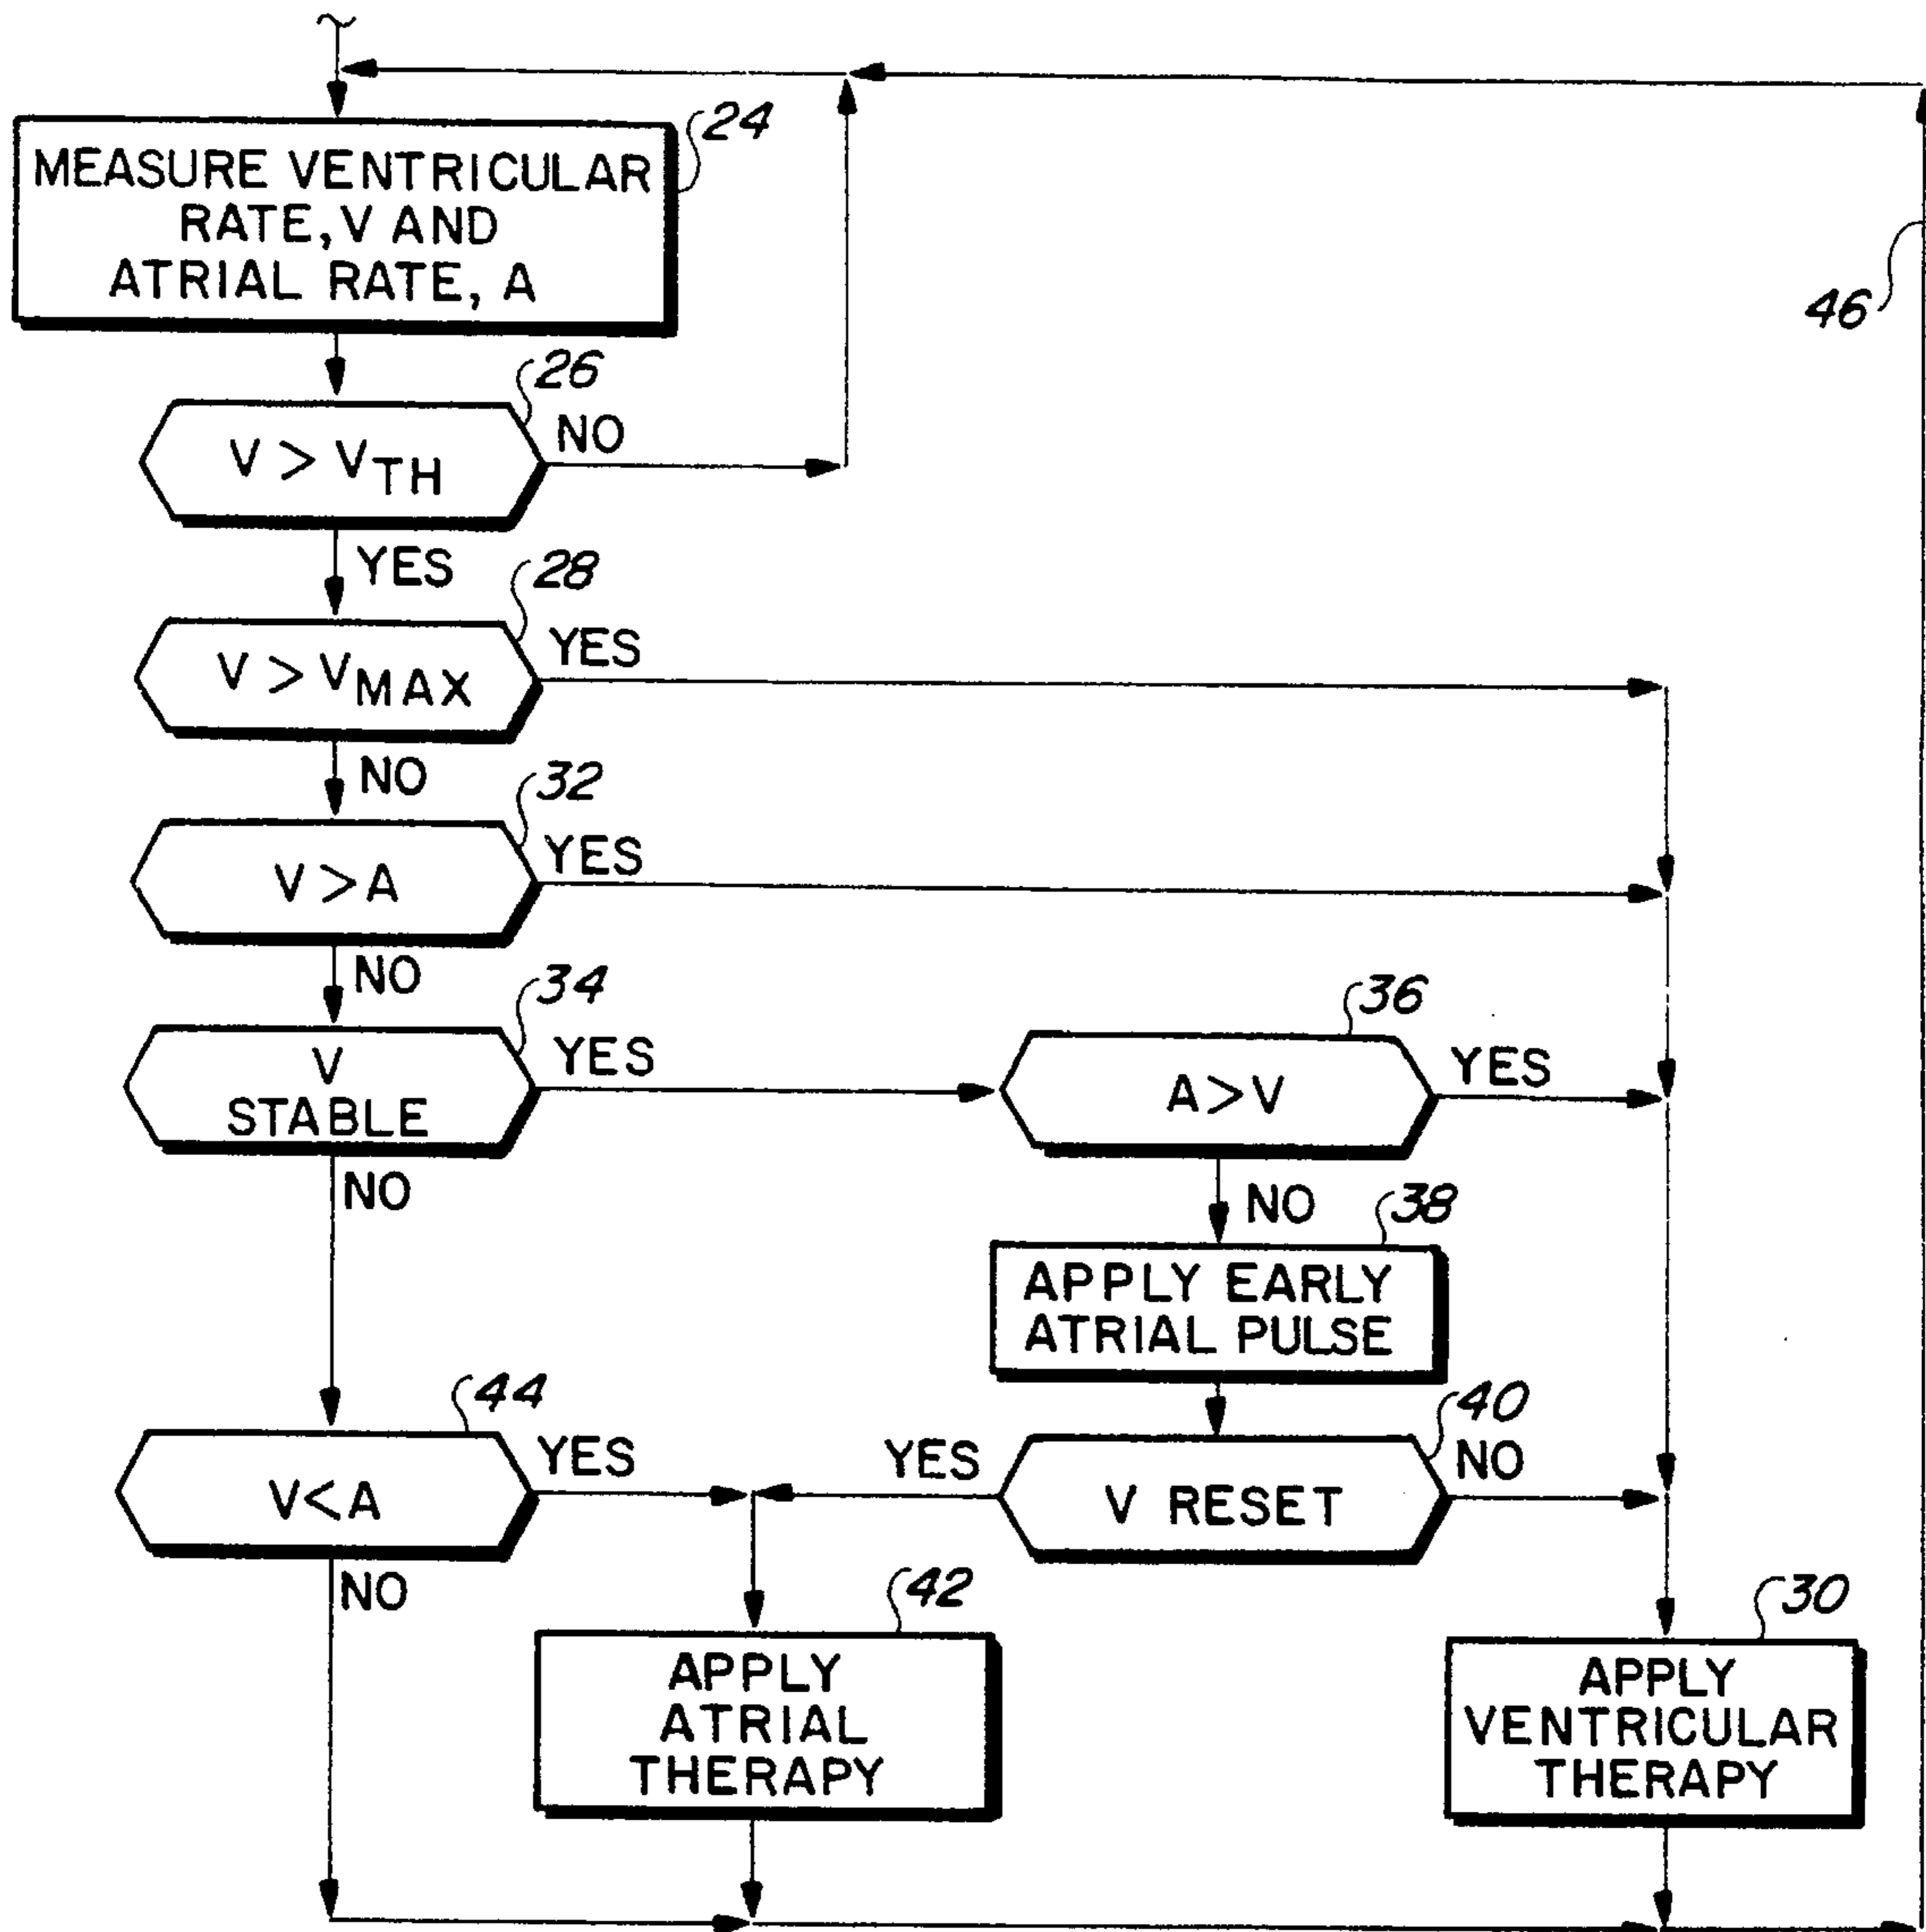 24
MEASURE VENTRICULAR
RATE, V AND
ATRIAL RATE, A
46
26
V > VTH
NO
YES
28
V > VMAX
YES
NO
32
V > A
YES
NO
34
V
STABLE
YES
NO
36
A > V
YES
NO
38
APPLY EARLY
ATRIAL PULSE
44
V < A
YES
NO
40
V RESET
YES
NO
42
APPLY
ATRIAL
THERAPY
30
APPLY
VENTRICULAR
THERAPY